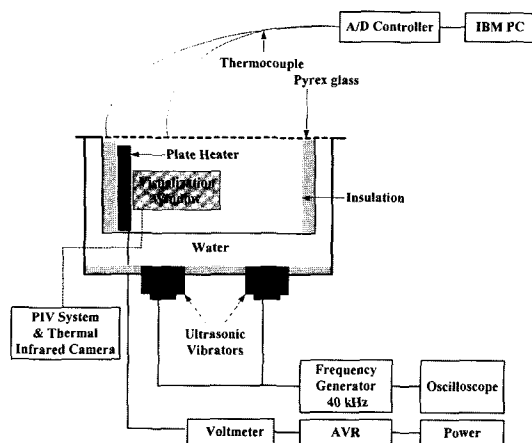 A/D Controller
IBM PC
Thermocouple
Pyrex glass
Plate Heater
Visualization
Window
Insulation
Water
PIV System
& Thermal
Infrared Camera
Ultrasonic
Vibrators
Frequency
Generator
40 kHz
Oscilloscope
Voltmeter
AVR
Power